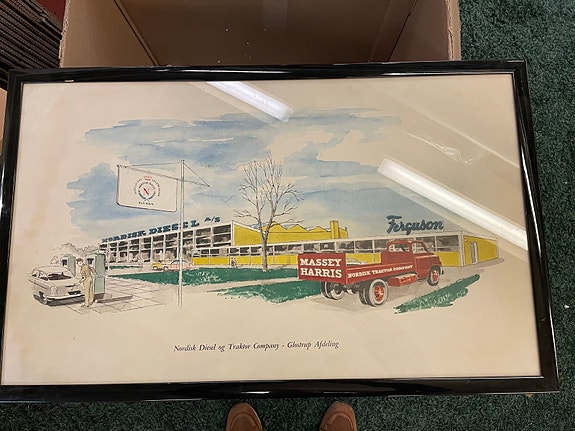 N
NORDISK DIESEL A/S
Ferguson
MASSEY
HARRIS
NORDISK TRAKTOR COMPANY
Nordisk Diesel og Traktor Company - Glostrup Afdeling